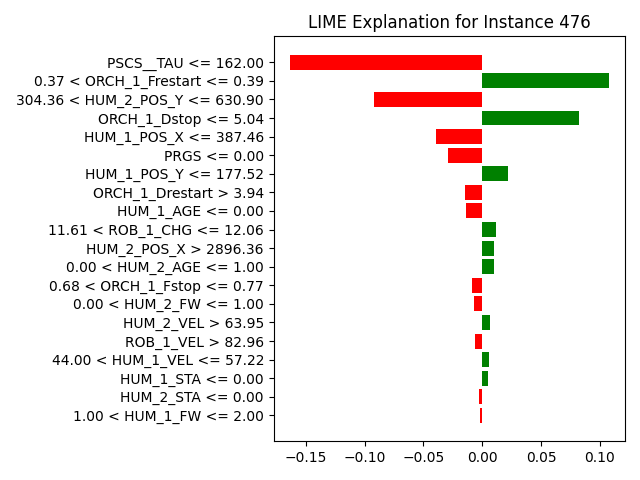 LIME Explanation for Instance 476
PSCS__TAU <= 162.00
0.37 < ORCH_1_Frestart <= 0.39
304.36 < HUM_2_POS_Y <= 630.90
ORCH_1_Dstop <= 5.04
HUM_1_POS_X <= 387.46
PRGS <= 0.00
HUM_1_POS_Y <= 177.52
ORCH_1_Drestart > 3.94
HUM_1_AGE <= 0.00
11.61 < ROB_1_CHG <= 12.06
HUM_2_POS_X > 2896.36
0.00 < HUM_2_AGE <= 1.00
0.68 < ORCH_1_Fstop <= 0.77
0.00 < HUM_2_FW <= 1.00
HUM_2_VEL > 63.95
ROB_1_VEL > 82.96
44.00 < HUM_1_VEL <= 57.22
HUM_1_STA <= 0.00
HUM_2_STA <= 0.00
1.00 < HUM_1_FW <= 2.00
−0.15 −0.10 −0.05 0.00 0.05 0.10